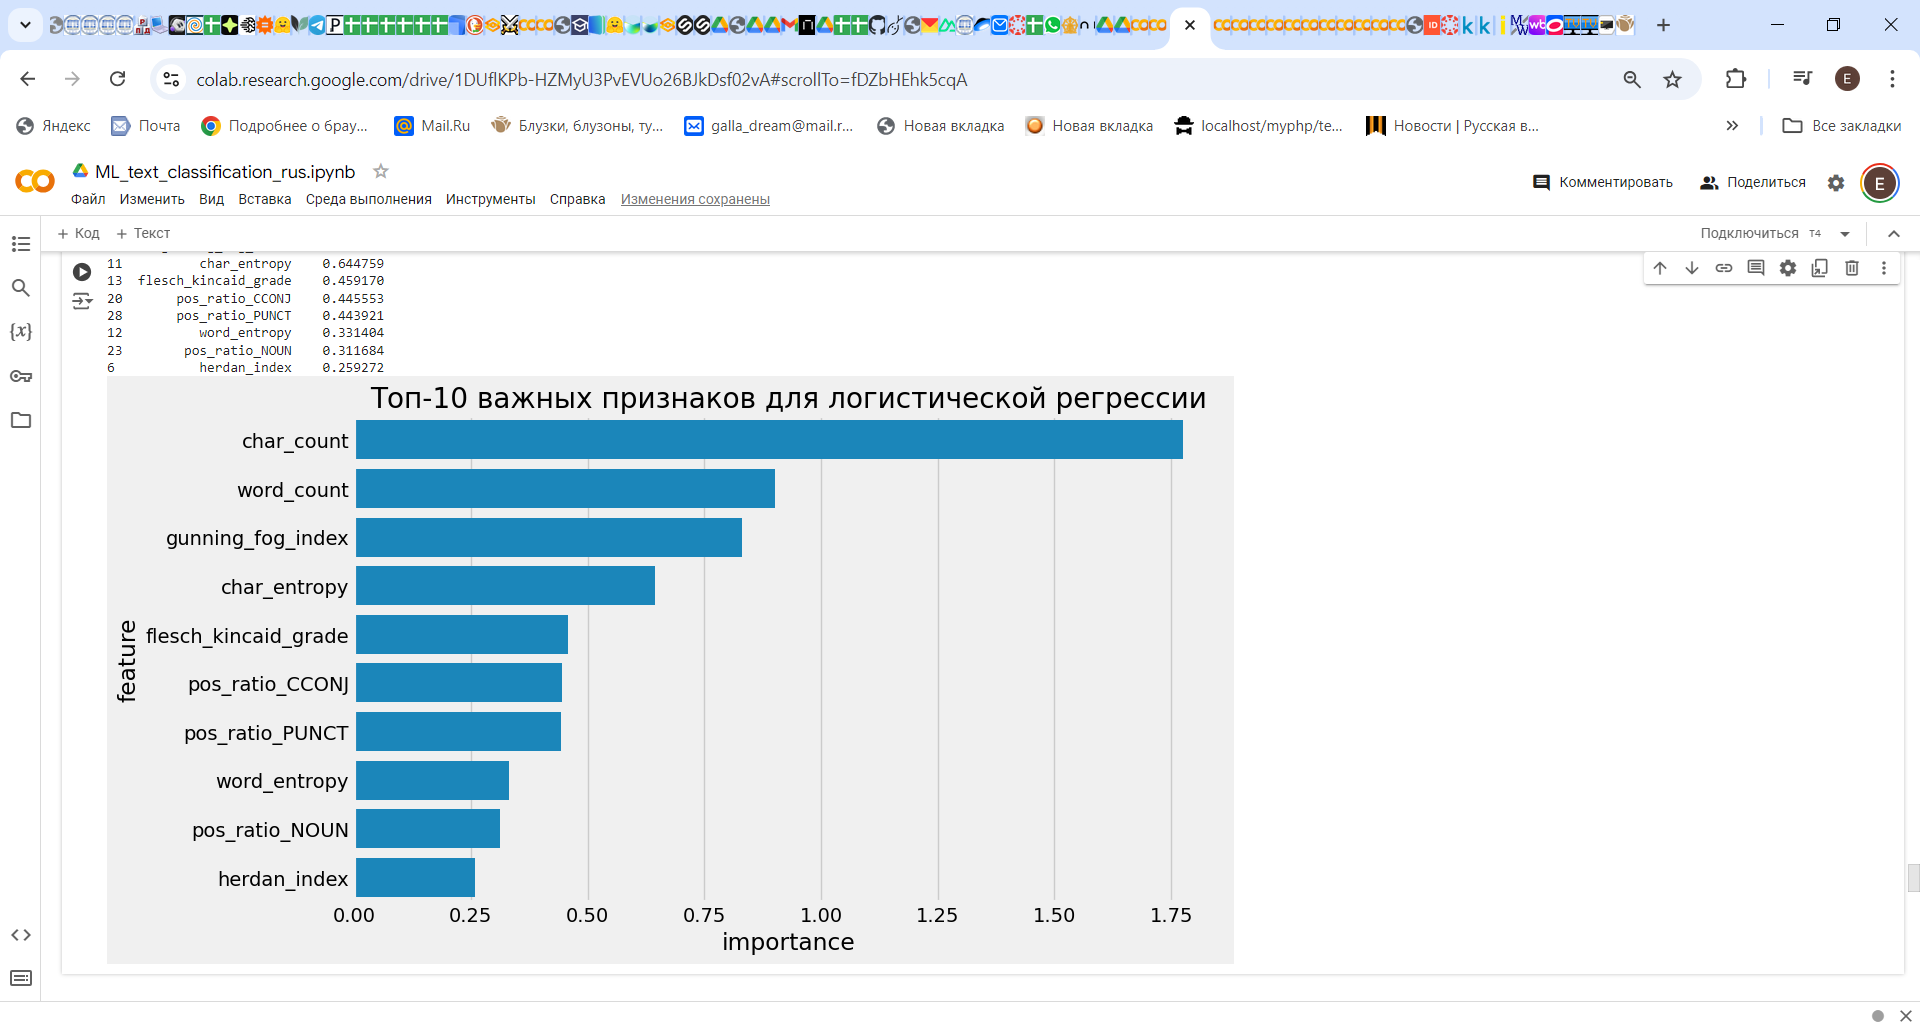 colab.research.google.com/drive/1DUflKPb-HZMyU3PvEVUo26BJkDsf02vA#scrollTo=fDZbHEhk5cqA
E
Яндекс
Почта
Подробнее о брау...
Mail.Ru
Блузки, блузоны, ту...
galla_dream@mail.r...
Новая вкладка
Новая вкладка
localhost/myphp/te...
Новости | Русская в...
Все закладки
ML_text_classification_rus.ipynb
Комментировать
Поделиться
E
Файл Изменить Вид Вставка Среда выполнения Инструменты Справка Изменения сохранены
+ Код + Текст
Подключиться T4
11 char_entropy 0.644759
13 flesch_kincaid_grade 0.459170
20 pos_ratio_CCONJ 0.445553
28 pos_ratio_PUNCT 0.443921
12 word_entropy 0.331404
23 pos_ratio_NOUN 0.311684
6 herdan_index 0.259272
Топ-10 важных признаков для логистической регрессии
char_count
word_count
gunning_fog_index
char_entropy
flesch_kincaid_grade
pos_ratio_CCONJ
pos_ratio_PUNCT
word_entropy
pos_ratio_NOUN
herdan_index
feature
0.00 0.25 0.50 0.75 1.00 1.25 1.50 1.75
importance